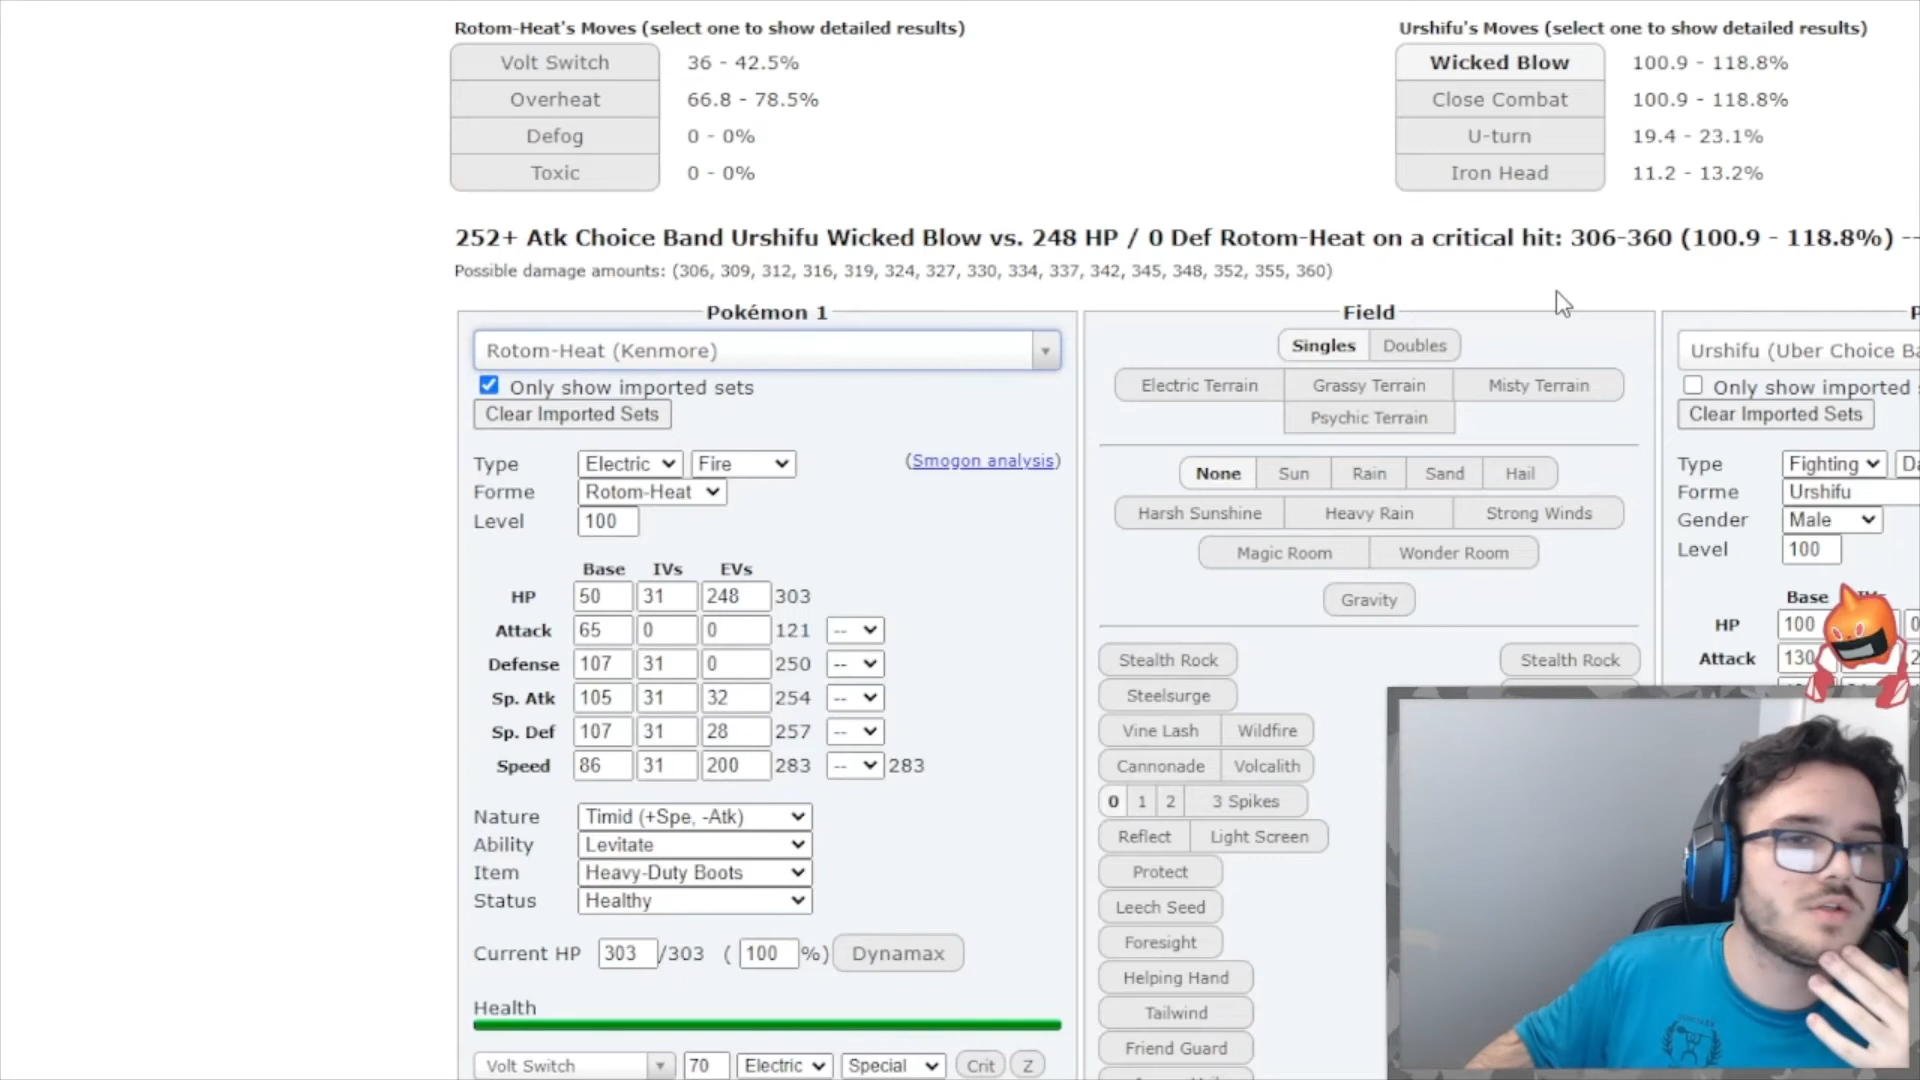 Rotom-Heat's Moves (select one to show detailed results)
Urshifu's Moves (select one to show detailed results)
Volt Switch 36 - 42.5%
Wicked Blow 100.9 - 118.8%
Overheat 66.8 - 78.5%
Close Combat 100.9 - 118.8%
Defog 0 - 0%
U-turn 19.4 - 23.1%
Toxic 0 - 0%
Iron Head 11.2 - 13.2%
252+ Atk Choice Band Urshifu Wicked Blow vs. 248 HP / 0 Def Rotom-Heat on a critical hit: 306-360 (100.9 - 118.8%) --
Possible damage amounts: (306, 309, 312, 316, 319, 324, 327, 330, 334, 337, 342, 345, 348, 352, 355, 360)
Pokémon 1
Rotom-Heat (Kenmore)
Only show imported sets
Clear Imported Sets
Type Electric Fire (Smogon analysis)
Forme Rotom-Heat
Level 100
Base IVs EVs
HP 50 31 248 303
Attack 65 0 0 121 --
Defense 107 31 0 250 --
Sp. Atk 105 31 32 254 --
Sp. Def 107 31 28 257 --
Speed 86 31 200 283 -- 283
Nature Timid (+Spe, -Atk)
Ability Levitate
Item Heavy-Duty Boots
Status Healthy
Current HP 303 /303 ( 100 %) Dynamax
Health
Volt Switch 70 Electric Special Crit Z
Field
Singles Doubles
Electric Terrain Grassy Terrain Misty Terrain
Psychic Terrain
None Sun Rain Sand Hail
Harsh Sunshine Heavy Rain Strong Winds
Magic Room Wonder Room
Gravity
Stealth Rock Stealth Rock
Steelsurge
Vine Lash Wildfire
Cannonade Volcalith
0 1 2 3 Spikes
Reflect Light Screen
Protect
Leech Seed
Foresight
Helping Hand
Tailwind
Friend Guard
Urshifu (Uber Choice Ba
Only show imported s
Clear Imported Sets
Type Fighting Da
Forme Urshifu
Gender Male
Level 100
Base
HP 100 0
Attack 130